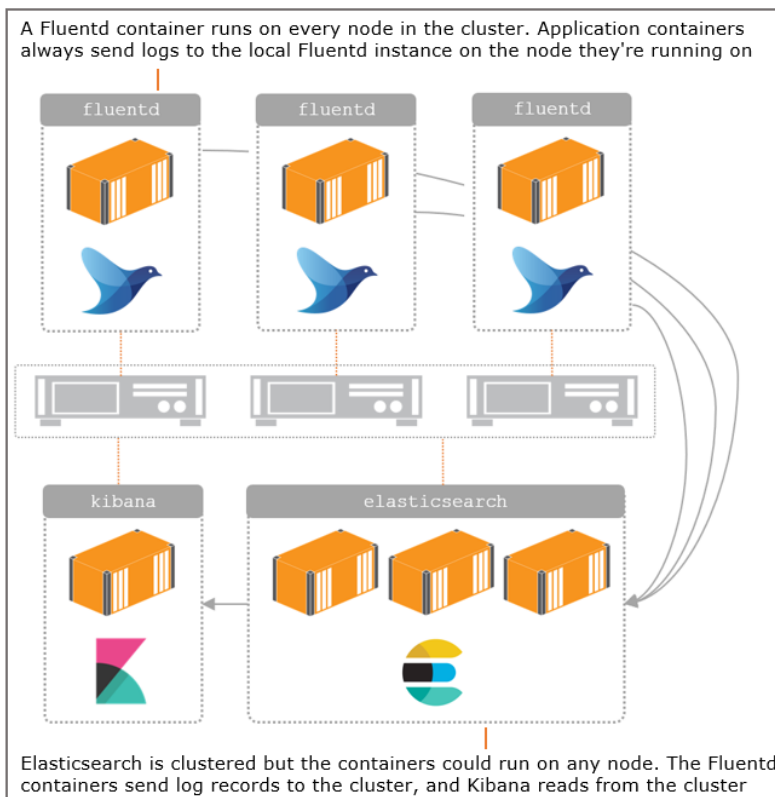 A Fluentd container runs on every node in the cluster. Application containers
always send logs to the local Fluentd instance on the node they're running on
fluentd
fluentd
fluentd
kibana
elasticsearch
Elasticsearch is clustered but the containers could run on any node. The Fluentd
containers send log records to the cluster, and Kibana reads from the cluster